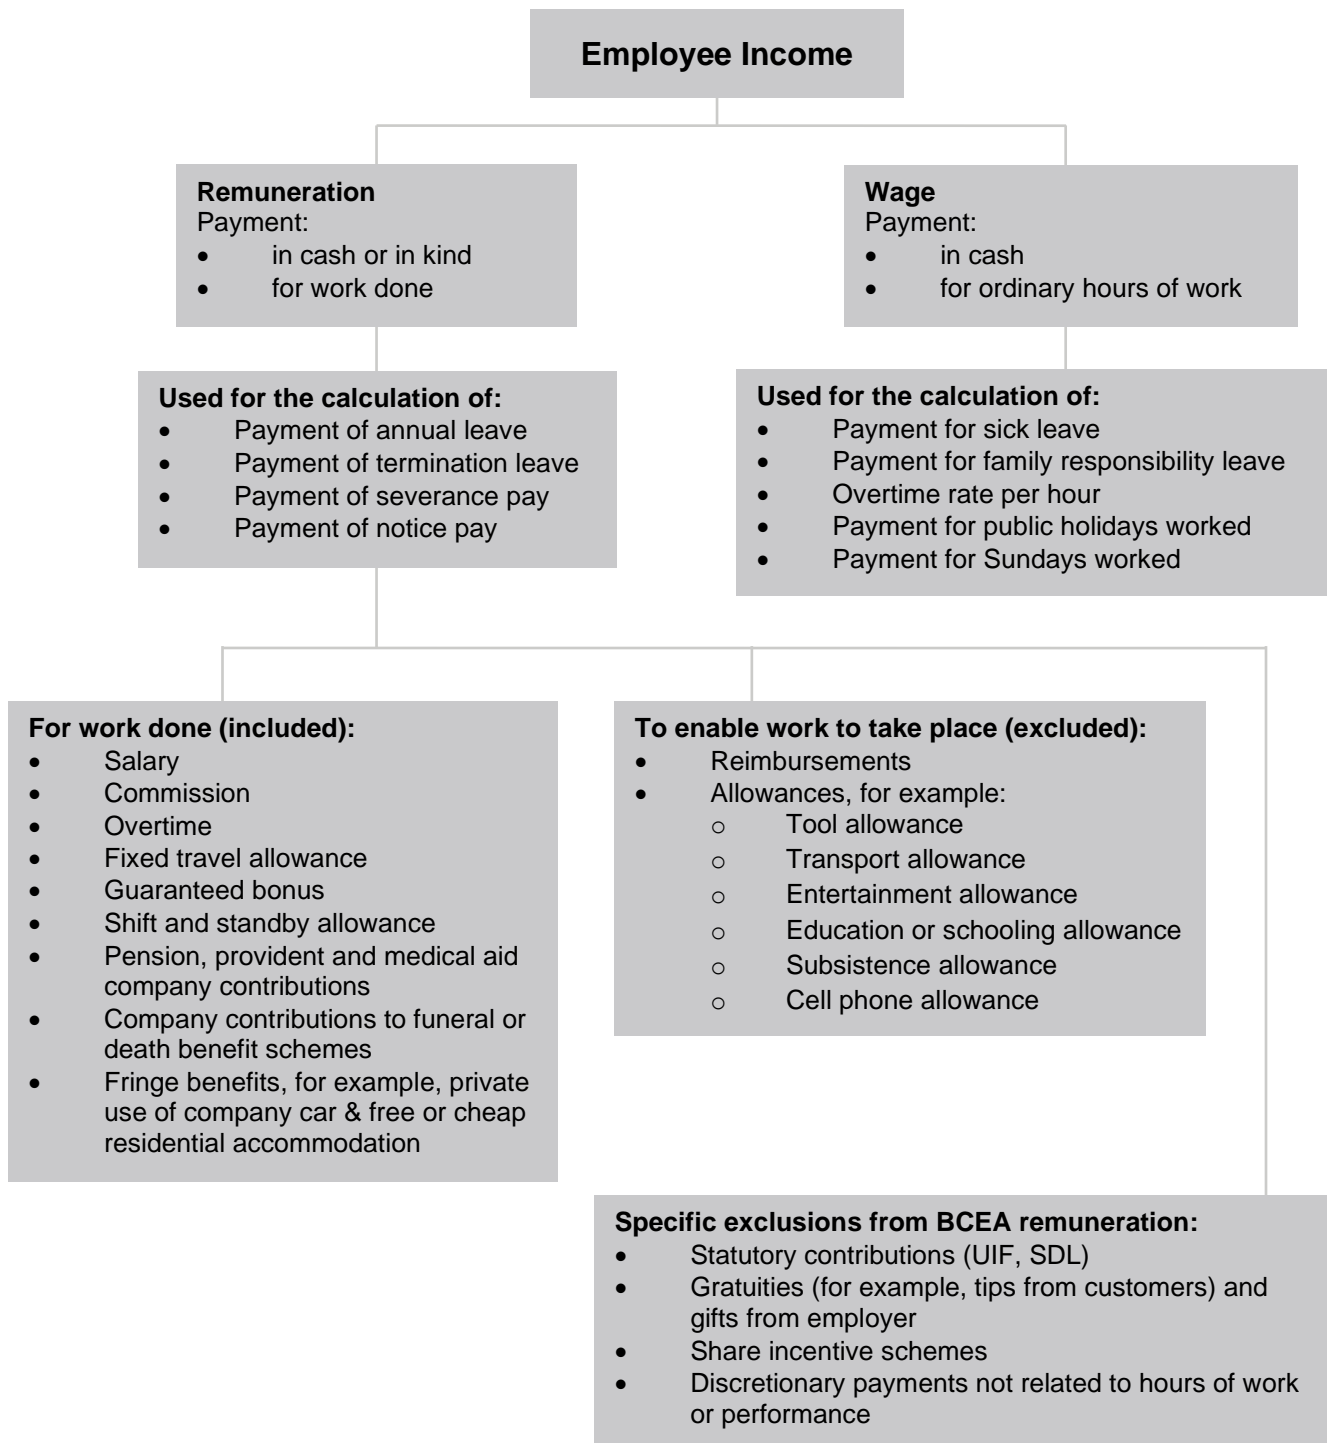 Employee Income
Remuneration
Payment:
• in cash or in kind
• for work done
Wage
Payment:
• in cash
• for ordinary hours of work
Used for the calculation of:
• Payment of annual leave
• Payment of termination leave
• Payment of severance pay
• Payment of notice pay
Used for the calculation of:
• Payment for sick leave
• Payment for family responsibility leave
• Overtime rate per hour
• Payment for public holidays worked
• Payment for Sundays worked
For work done (included):
• Salary
• Commission
• Overtime
• Fixed travel allowance
• Guaranteed bonus
• Shift and standby allowance
• Pension, provident and medical aid
company contributions
• Company contributions to funeral or
death benefit schemes
• Fringe benefits, for example, private
use of company car & free or cheap
residential accommodation
To enable work to take place (excluded):
• Reimbursements
• Allowances, for example:
o Tool allowance
o Transport allowance
o Entertainment allowance
o Education or schooling allowance
o Subsistence allowance
o Cell phone allowance
Specific exclusions from BCEA remuneration:
• Statutory contributions (UIF, SDL)
• Gratuities (for example, tips from customers) and
gifts from employer
• Share incentive schemes
• Discretionary payments not related to hours of work
or performance